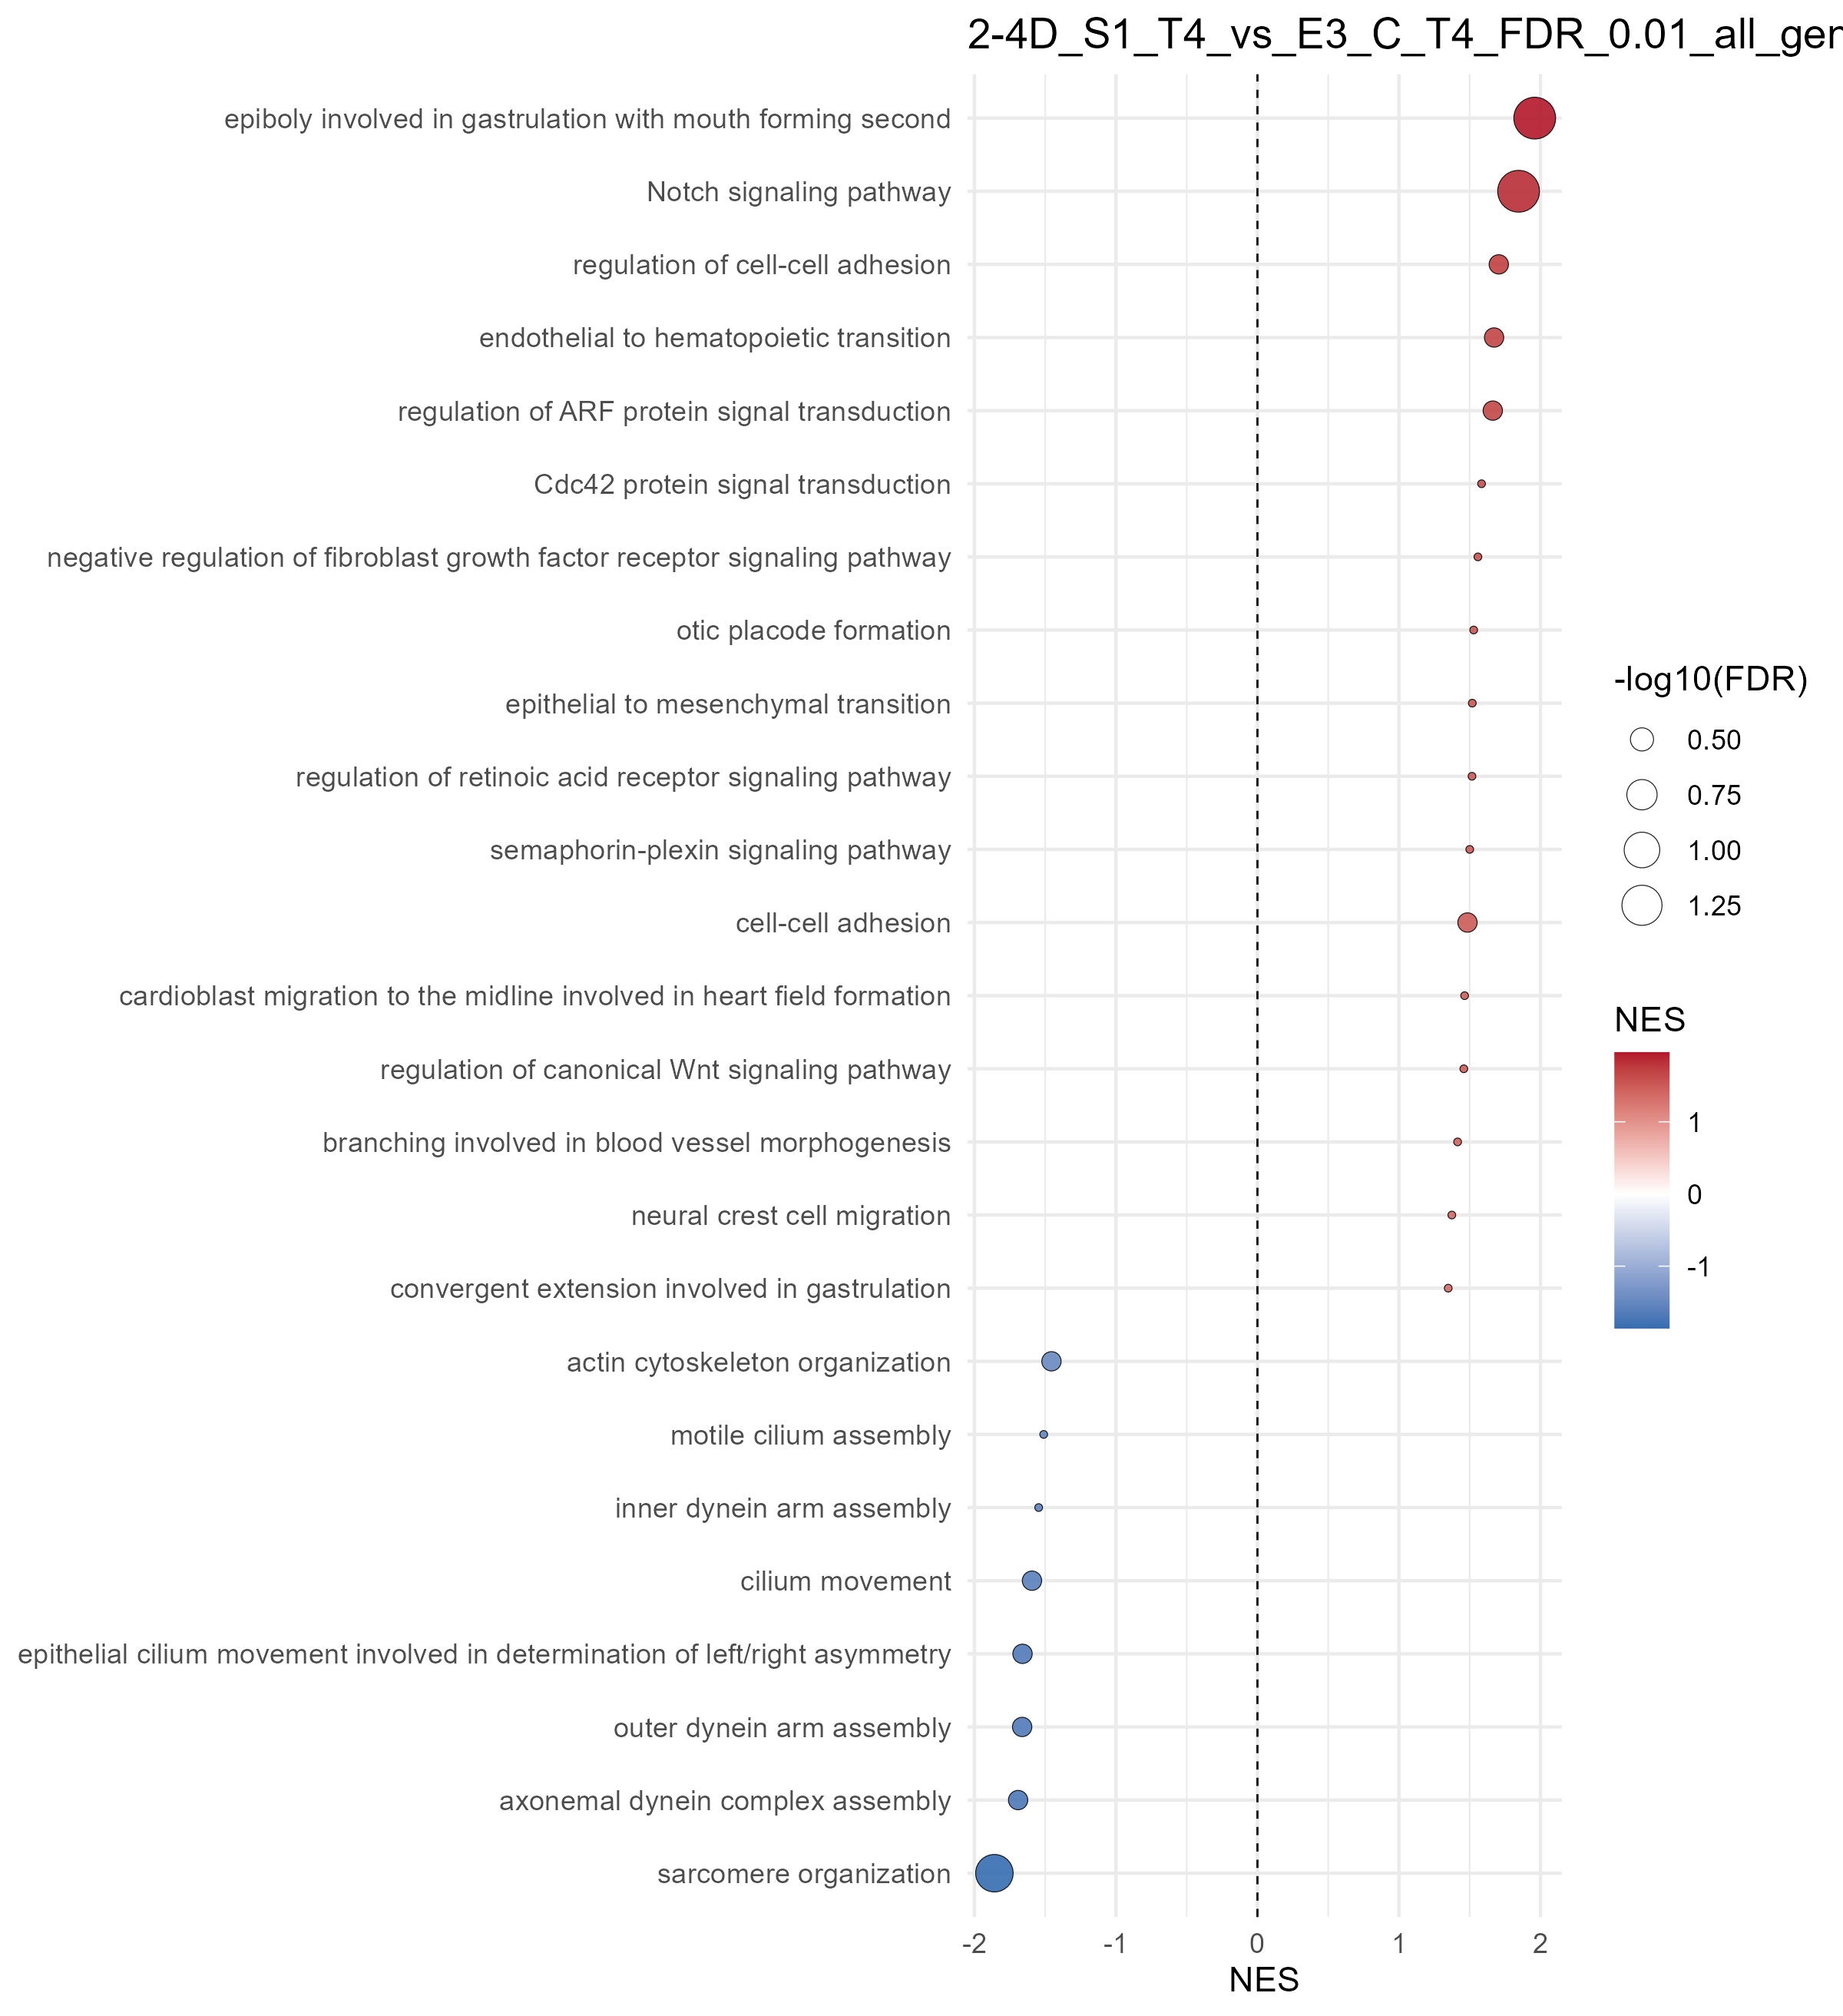 2-4D_S1_T4_vs_E3_C_T4_FDR_0.01_all_ger
epiboly involved in gastrulation with mouth forming second
Notch signaling pathway
regulation of cell-cell adhesion
endothelial to hematopoietic transition
regulation of ARF protein signal transduction
Cdc42 protein signal transduction
negative regulation of fibroblast growth factor receptor signaling pathway
otic placode formation
epithelial to mesenchymal transition
regulation of retinoic acid receptor signaling pathway
semaphorin-plexin signaling pathway
cell-cell adhesion
cardioblast migration to the midline involved in heart field formation
regulation of canonical Wnt signaling pathway
branching involved in blood vessel morphogenesis
neural crest cell migration
convergent extension involved in gastrulation
actin cytoskeleton organization
motile cilium assembly
inner dynein arm assembly
cilium movement
epithelial cilium movement involved in determination of left/right asymmetry
outer dynein arm assembly
axonemal dynein complex assembly
sarcomere organization
-2 -1 0 1 2
NES
-log10(FDR)
0.50
0.75
1.00
1.25
NES
1
0
-1